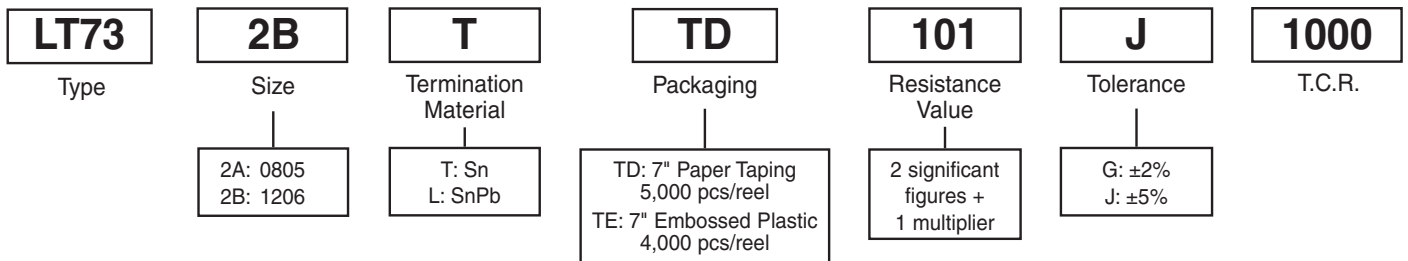 LT73 2B T TD 101 J 1000
Type Size Termination Material Packaging Resistance Value Tolerance T.C.R.
2A: 0805
2B: 1206
T: Sn
L: SnPb
TD: 7" Paper Taping
5,000 pcs/reel
TE: 7" Embossed Plastic
4,000 pcs/reel
2 significant
figures +
1 multiplier
G: ±2%
J: ±5%